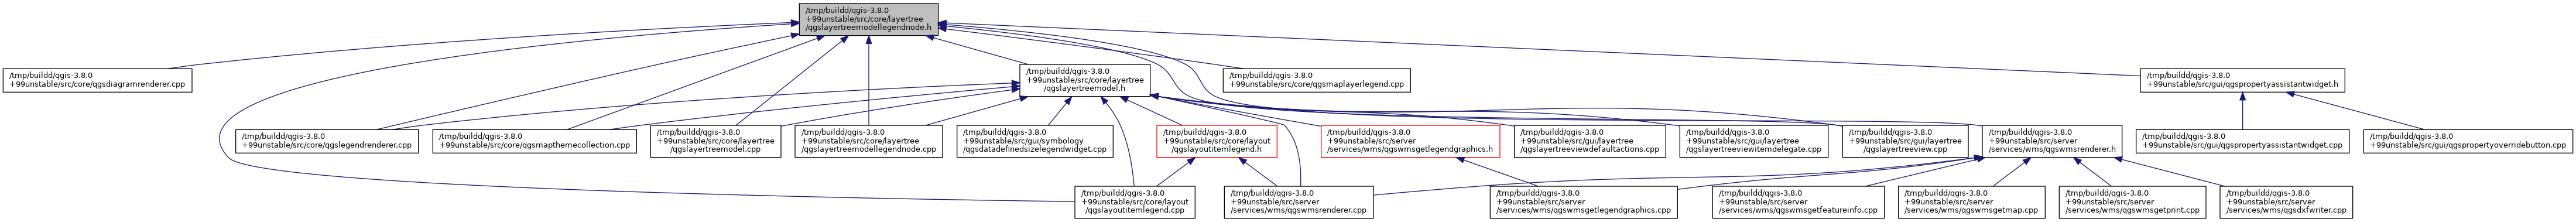 /tmp/buildd/qgis-3.8.0
+99unstable/src/core/layertree
/qgslayertreemodellegendnode.h
/tmp/buildd/qgis-3.8.0
+99unstable/src/core/qgsdiagramrenderer.cpp
/tmp/buildd/qgis-3.8.0
+99unstable/src/core/layertree
/qgslayertreemodel.h
/tmp/buildd/qgis-3.8.0
+99unstable/src/core/qgsmaplayerlegend.cpp
/tmp/buildd/qgis-3.8.0
+99unstable/src/gui/qgspropertyassistantwidget.h
/tmp/buildd/qgis-3.8.0
+99unstable/src/core/qgslegendrenderer.cpp
/tmp/buildd/qgis-3.8.0
+99unstable/src/core/qgsmapthemecollection.cpp
/tmp/buildd/qgis-3.8.0
+99unstable/src/core/layertree
/qgslayertreemodel.cpp
/tmp/buildd/qgis-3.8.0
+99unstable/src/core/layertree
/qgslayertreemodellegendnode.cpp
/tmp/buildd/qgis-3.8.0
+99unstable/src/gui/symbology
/qgsdatadefinedsizelegendwidget.cpp
/tmp/buildd/qgis-3.8.0
+99unstable/src/core/layout
/qgslayoutitemlegend.h
/tmp/buildd/qgis-3.8.0
+99unstable/src/server
/services/wms/qgswmsgetlegendgraphics.h
/tmp/buildd/qgis-3.8.0
+99unstable/src/gui/layertree
/qgslayertreeviewdefaultactions.cpp
/tmp/buildd/qgis-3.8.0
+99unstable/src/gui/layertree
/qgslayertreeviewitemdelegate.cpp
/tmp/buildd/qgis-3.8.0
+99unstable/src/gui/layertree
/qgslayertreeview.cpp
/tmp/buildd/qgis-3.8.0
+99unstable/src/server
/services/wms/qgswmsrenderer.h
/tmp/buildd/qgis-3.8.0
+99unstable/src/gui/qgspropertyassistantwidget.cpp
/tmp/buildd/qgis-3.8.0
+99unstable/src/gui/qgspropertyoverridebutton.cpp
/tmp/buildd/qgis-3.8.0
+99unstable/src/core/layout
/qgslayoutitemlegend.cpp
/tmp/buildd/qgis-3.8.0
+99unstable/src/server
/services/wms/qgswmsrenderer.cpp
/tmp/buildd/qgis-3.8.0
+99unstable/src/server
/services/wms/qgswmsgetlegendgraphics.cpp
/tmp/buildd/qgis-3.8.0
+99unstable/src/server
/services/wms/qgswmsgetfeatureinfo.cpp
/tmp/buildd/qgis-3.8.0
+99unstable/src/server
/services/wms/qgswmsgetmap.cpp
/tmp/buildd/qgis-3.8.0
+99unstable/src/server
/services/wms/qgswmsgetprint.cpp
/tmp/buildd/qgis-3.8.0
+99unstable/src/server
/services/wms/qgsdxfwriter.cpp